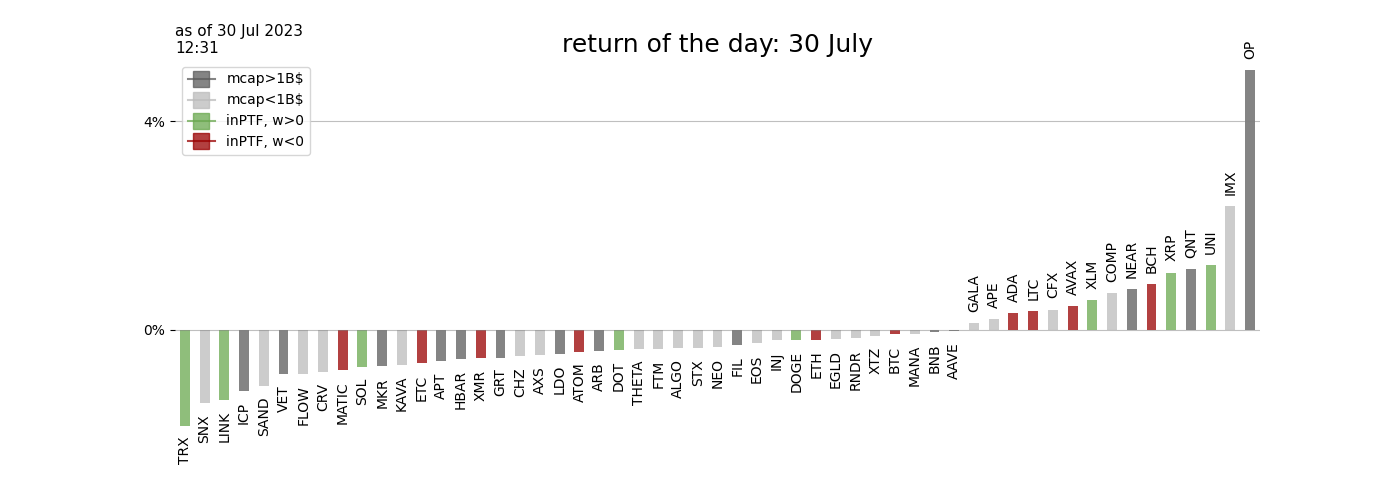 as of 30 Jul 2023
12:31
return of the day: 30 July
mcap>1B$
mcap<1B$
inPTF, w>0
inPTF, w<0
4%
0%
TRX
SNX
LINK
ICP
SAND
VET
FLOW
CRV
MATIC
SOL
MKR
KAVA
ETC
APT
HBAR
XMR
GRT
CHZ
AXS
LDO
ATOM
ARB
DOT
THETA
FTM
ALGO
STX
NEO
FIL
EOS
INJ
DOGE
ETH
EGLD
RNDR
XTZ
BTC
MANA
BNB
AAVE
GALA
APE
ADA
LTC
CFX
AVAX
XLM
COMP
NEAR
BCH
XRP
QNT
UNI
IMX
OP